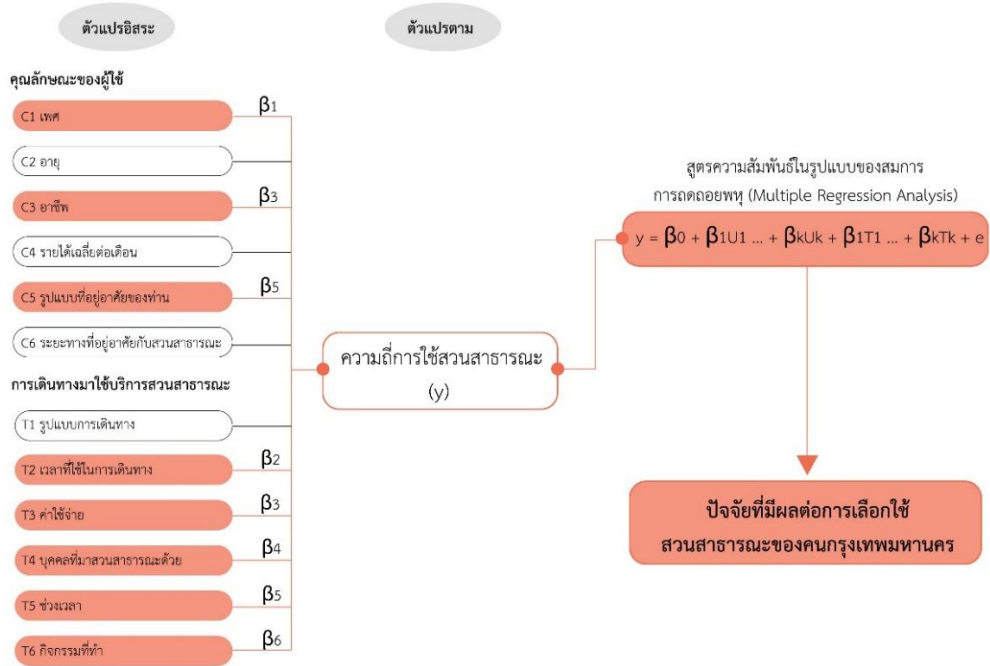 ตัวแปรอิสระ
ตัวแปรตาม
คุณลักษณะของผู้ใช้
C1 เพศ
β1
C2 อายุ
C3 อาชีพ
β3
C4 รายได้เฉลี่ยต่อเดือน
C5 รูปแบบที่อยู่อาศัยของท่าน
β5
C6 ระยะทางที่อยู่อาศัยกับสวนสาธารณะ
การเดินทางมาใช้บริการสวนสาธารณะ
T1 รูปแบบการเดินทาง
T2 เวลาที่ใช้ในการเดินทาง
β2
T3 ค่าใช้จ่าย
β3
T4 บุคคลที่มาสวนสาธารณะด้วย
β4
T5 ช่วงเวลา
β5
T6 กิจกรรมที่ทำ
β6
ความถี่การใช้สวนสาธารณะ
(y)
สูตรความสัมพันธ์ในรูปแบบของสมการ
การถดถอยพหุ (Multiple Regression Analysis)
y = β0 + β1U1 ... + βkUk + β1T1 ... + βkTk + e
ปัจจัยที่มีผลต่อการเลือกใช้
สวนสาธารณะของคนกรุงเทพมหานคร